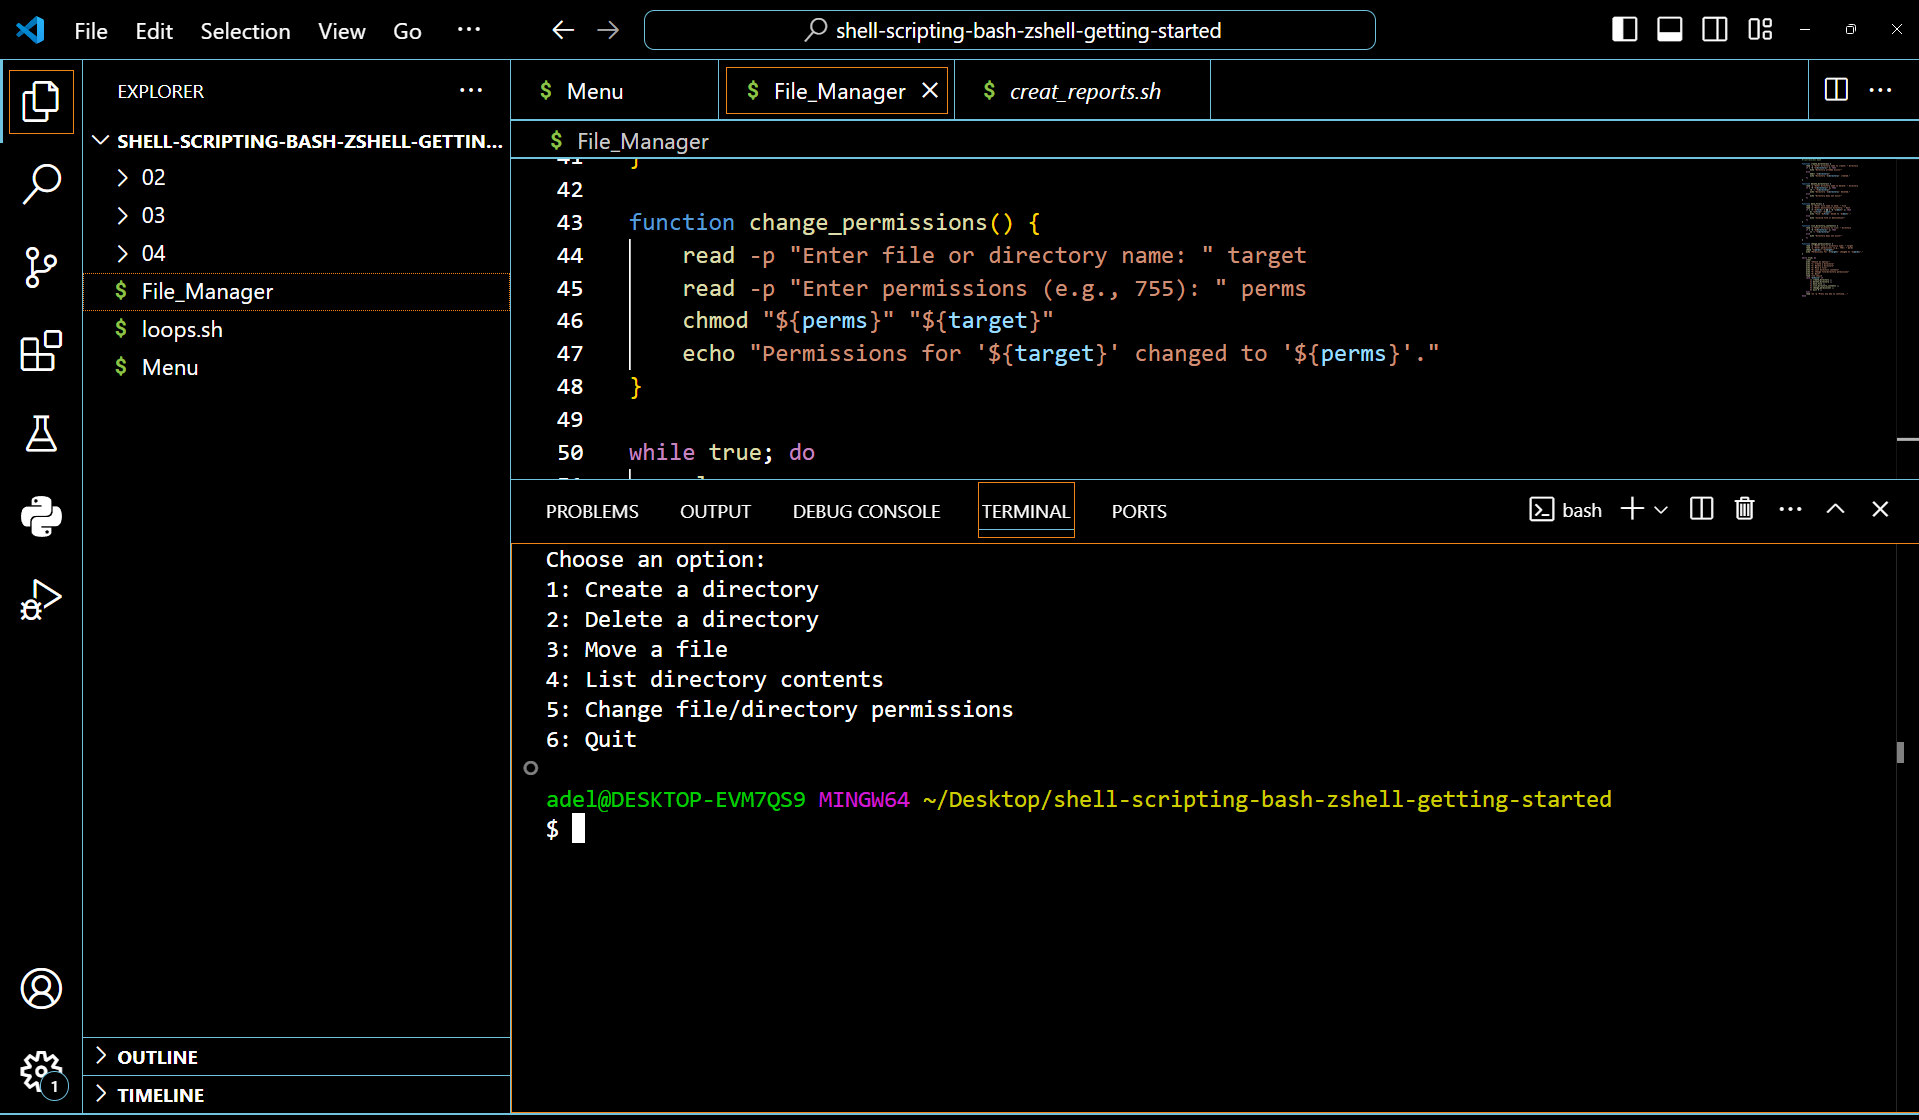 File Edit Selection View Go ···
shell-scripting-bash-zshell-getting-started
EXPLORER ···
SHELL-SCRIPTING-BASH-ZSHELL-GETTIN...
02
03
04
$ File_Manager
$ loops.sh
$ Menu
OUTLINE
TIMELINE
1
$ Menu
$ File_Manager
$ creat_reports.sh
$ File_Manager
41 }
42
43 function change_permissions() {
44 read -p "Enter file or directory name: " target
45 read -p "Enter permissions (e.g., 755): " perms
46 chmod "${perms}" "${target}"
47 echo "Permissions for '${target}' changed to '${perms}'."
48 }
49
50 while true; do
PROBLEMS OUTPUT DEBUG CONSOLE TERMINAL PORTS
bash
Choose an option:
1: Create a directory
2: Delete a directory
3: Move a file
4: List directory contents
5: Change file/directory permissions
6: Quit
adel@DESKTOP-EVM7QS9 MINGW64 ~/Desktop/shell-scripting-bash-zshell-getting-started
$